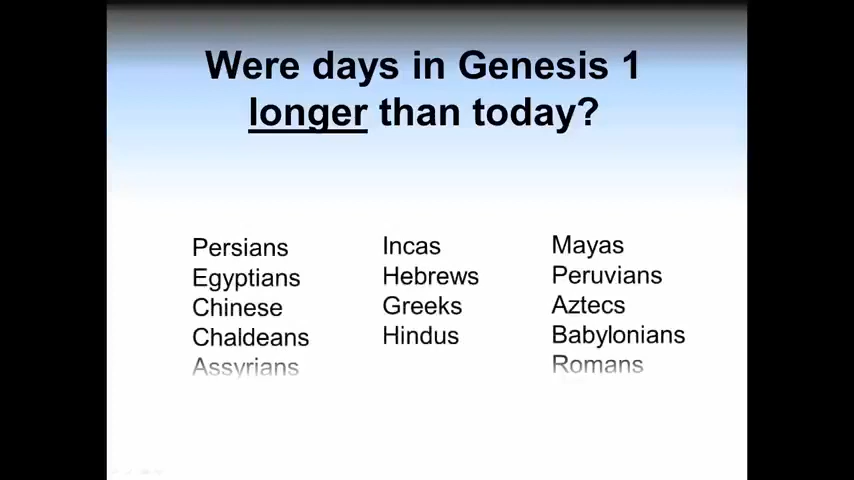 Were days in Genesis 1
longer than today?
Persians
Egyptians
Chinese
Chaldeans
Assyrians
Incas
Hebrews
Greeks
Hindus
Mayas
Peruvians
Aztecs
Babylonians
Romans